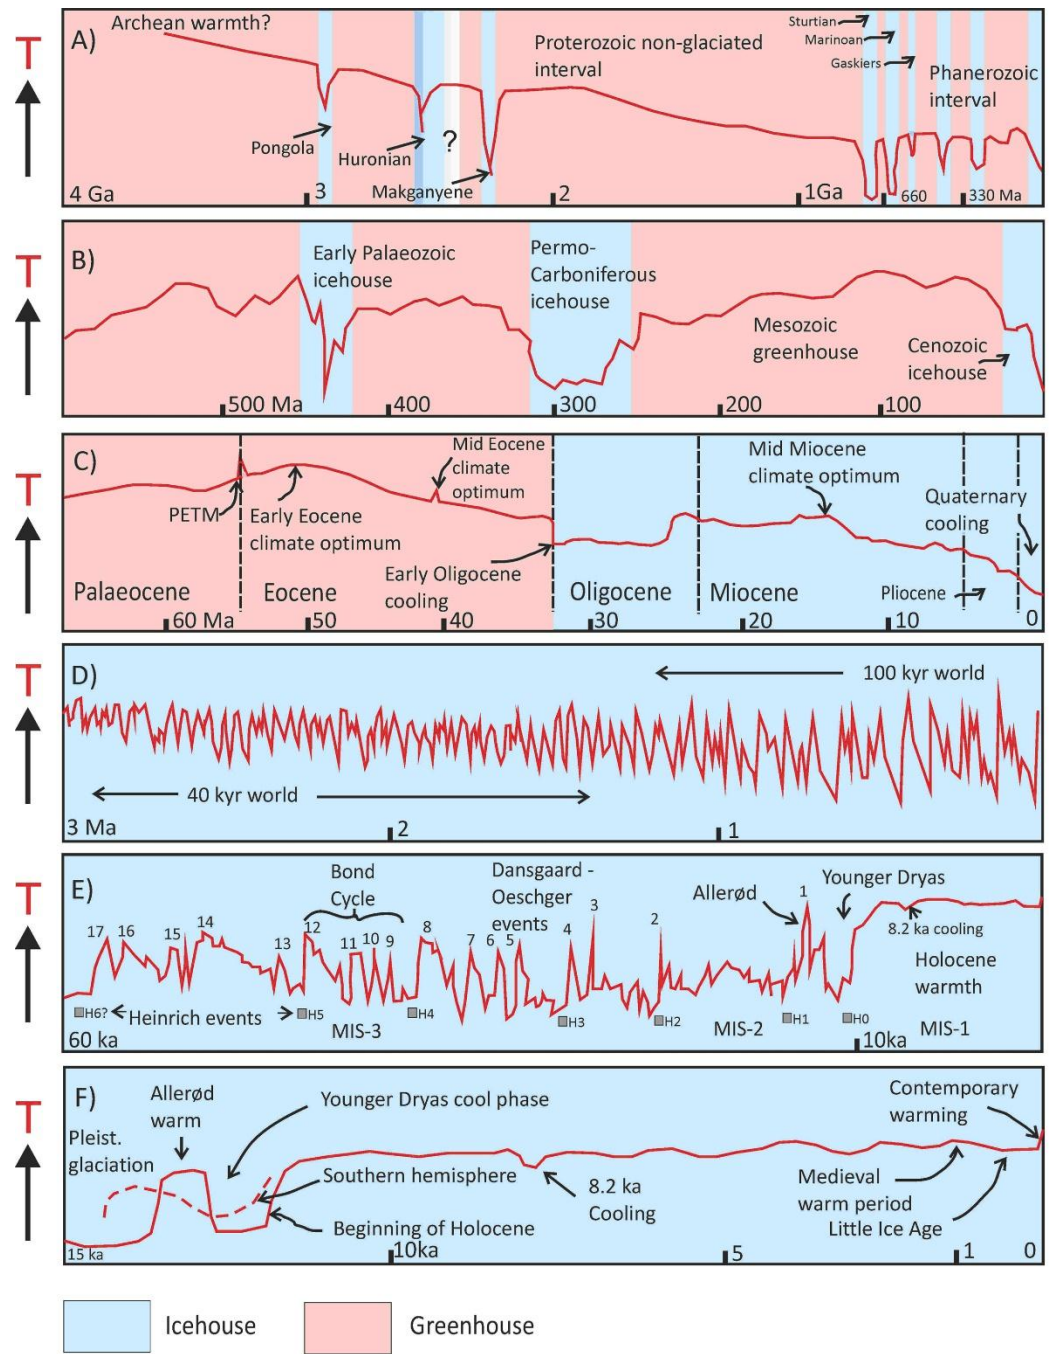 T
A)
Archean warmth?
Pongola
Huronian
?
Makganyene
Proterozoic non-glaciated
interval
Sturtian
Marinoan
Gaskiers
Phanerozoic
interval
4 Ga
3
2
1Ga
660
330 Ma
T
B)
Early Palaeozoic
icehouse
Permo-
Carboniferous
icehouse
Mesozoic
greenhouse
Cenozoic
icehouse
500 Ma
400
300
200
100
T
C)
PETM
Early Eocene
climate optimum
Mid Eocene
climate
optimum
Early Oligocene
cooling
Mid Miocene
climate optimum
Quaternary
cooling
Palaeocene
Eocene
Oligocene
Miocene
Pliocene
60 Ma
50
40
30
20
10
0
T
D)
100 kyr world
40 kyr world
3 Ma
2
1
T
E)
Bond
Cycle
Dansgaard -
Oeschger
events
Allerød
Younger Dryas
8.2 ka cooling
Holocene
warmth
17
16
15
14
13
12
11
10
9
8
7
6
5
4
3
2
1
H6?
Heinrich events
H5
H4
H3
H2
H1
H0
MIS-3
MIS-2
MIS-1
60 ka
10ka
T
F)
Pleist.
glaciation
Allerød
warm
Younger Dryas cool phase
Southern hemisphere
Beginning of Holocene
8.2 ka
Cooling
Contemporary
warming
Medieval
warm period
Little Ice Age
15 ka
10ka
5
1
0
Icehouse
Greenhouse